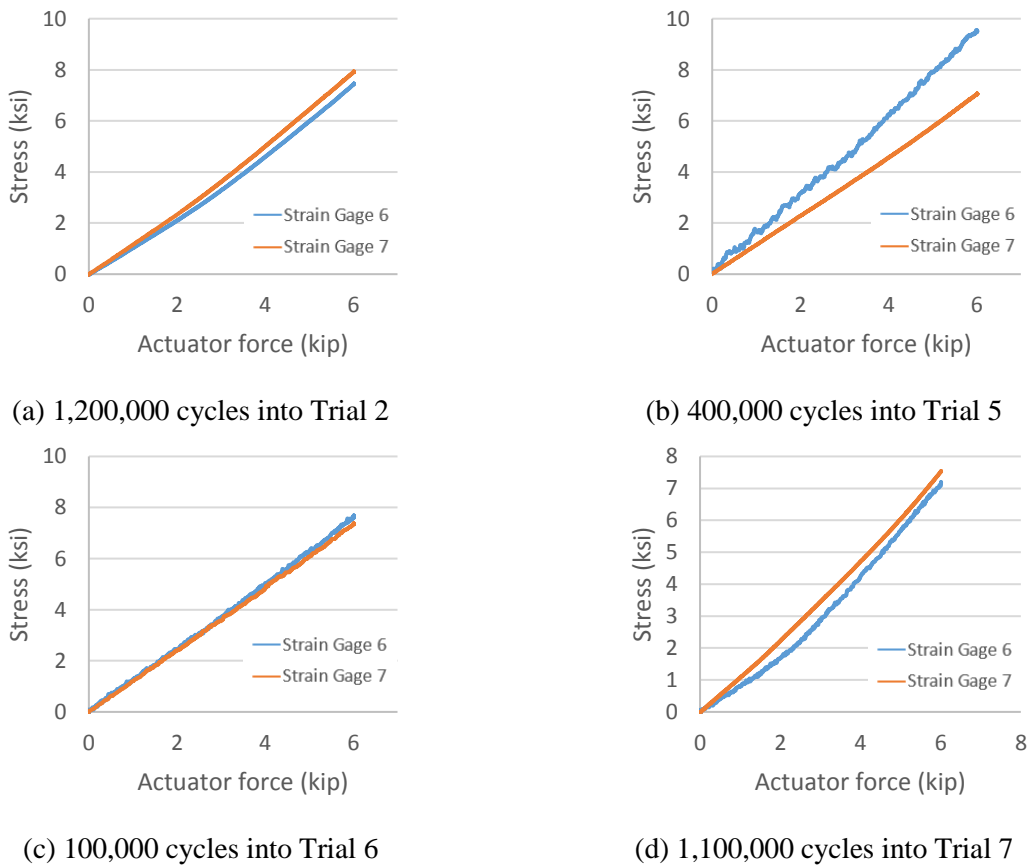 10
8
6
4
2
0
Stress (ksi)
Strain Gage 6
Strain Gage 7
0 2 4 6
Actuator force (kip)
(a) 1,200,000 cycles into Trial 2
10
8
6
4
2
0
Stress (ksi)
Strain Gage 6
Strain Gage 7
0 2 4 6
Actuator force (kip)
(b) 400,000 cycles into Trial 5
10
8
6
4
2
0
Stress (ksi)
Strain Gage 6
Strain Gage 7
0 2 4 6
Actuator force (kip)
(c) 100,000 cycles into Trial 6
8
7
6
5
4
3
2
1
0
Stress (ksi)
Strain Gage 6
Strain Gage 7
0 2 4 6 8
Actuator force (kip)
(d) 1,100,000 cycles into Trial 7